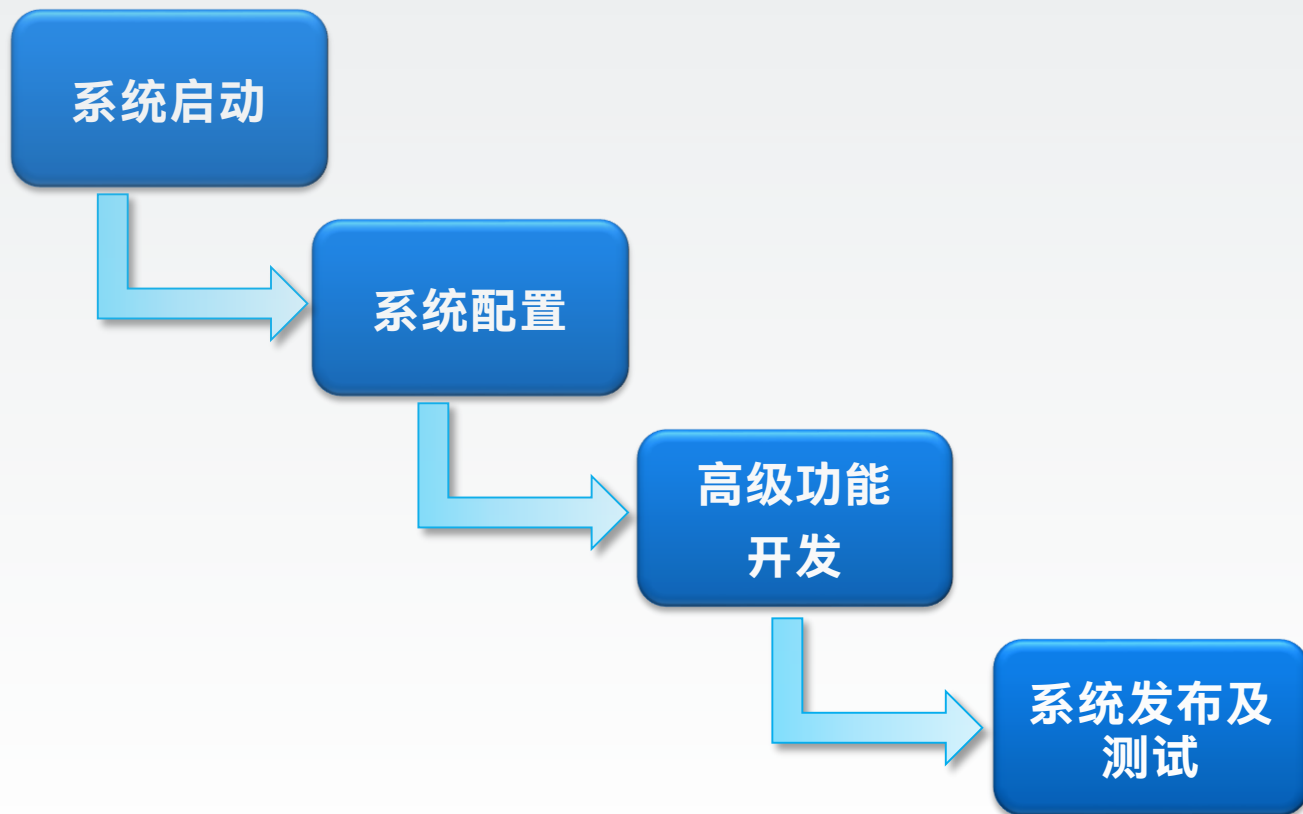 系统启动
系统配置
高级功能
开发
系统发布及
测试